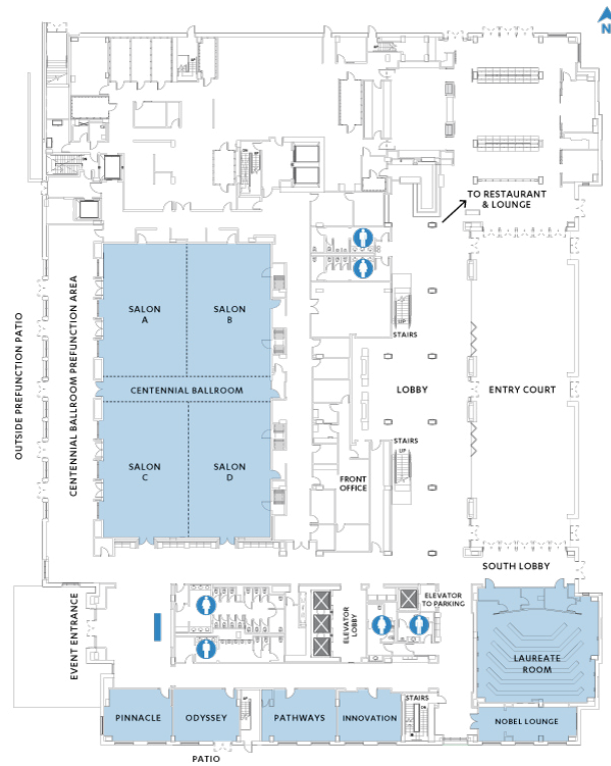 N
TO RESTAURANT
& LOUNGE
OUTSIDE PREFUNCTION PATIO
CENTENNIAL BALLROOM PREFUNCTION AREA
SALON
A
SALON
B
UP
STAIRS
CENTENNIAL BALLROOM
LOBBY
ENTRY COURT
SALON
C
SALON
D
STAIRS
UP
FRONT
OFFICE
SOUTH LOBBY
EVENT ENTRANCE
ELEVATOR
LOBBY
ELEVATOR
TO PARKING
LAUREATE
ROOM
STAIRS
PINNACLE
ODYSSEY
PATHWAYS
INNOVATION
NOBEL LOUNGE
PATIO